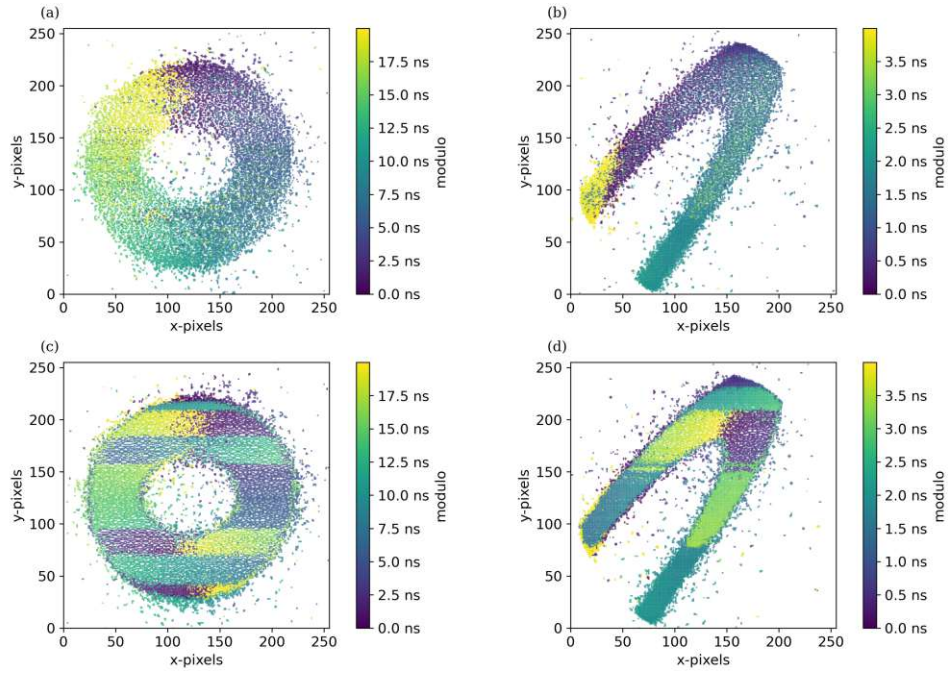 (a)
250
200
150
100
50
0
y-pixels
0 50 100 150 200 250
x-pixels
17.5 ns
15.0 ns
12.5 ns
10.0 ns
7.5 ns
5.0 ns
2.5 ns
0.0 ns
modulo
(b)
250
200
150
100
50
0
y-pixels
0 50 100 150 200 250
x-pixels
3.5 ns
3.0 ns
2.5 ns
2.0 ns
1.5 ns
1.0 ns
0.5 ns
0.0 ns
modulo
(c)
250
200
150
100
50
0
y-pixels
0 50 100 150 200 250
x-pixels
17.5 ns
15.0 ns
12.5 ns
10.0 ns
7.5 ns
5.0 ns
2.5 ns
0.0 ns
modulo
(d)
250
200
150
100
50
0
y-pixels
0 50 100 150 200 250
x-pixels
3.5 ns
3.0 ns
2.5 ns
2.0 ns
1.5 ns
1.0 ns
0.5 ns
0.0 ns
modulo